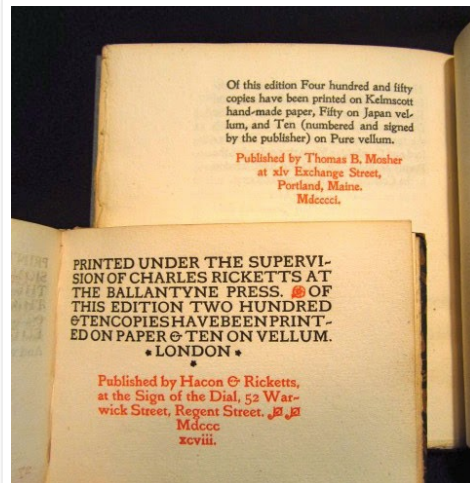 Of this edition Four hundred and fifty
copies have been printed on Kelmscott
hand-made paper, Fifty on Japan vel-
lum, and Ten (numbered and signed
by the publisher) on Pure vellum.
Published by Thomas B. Mosher
at xlv Exchange Street,
Portland, Maine.
Mdcccci.
PRINTED UNDER THE SUPERVI-
SION OF CHARLES RICKETTS AT
THE BALLANTYNE PRESS. OF
THIS EDITION TWO HUNDRED
&TENCOPIESHAVEBEENPRINT-
ED ON PAPER & TEN ON VELLUM.
LONDON
Published by Hacon & Ricketts,
at the Sign of the Dial, 52 War-
wick Street, Regent Street.
Mdccc
xcviii.